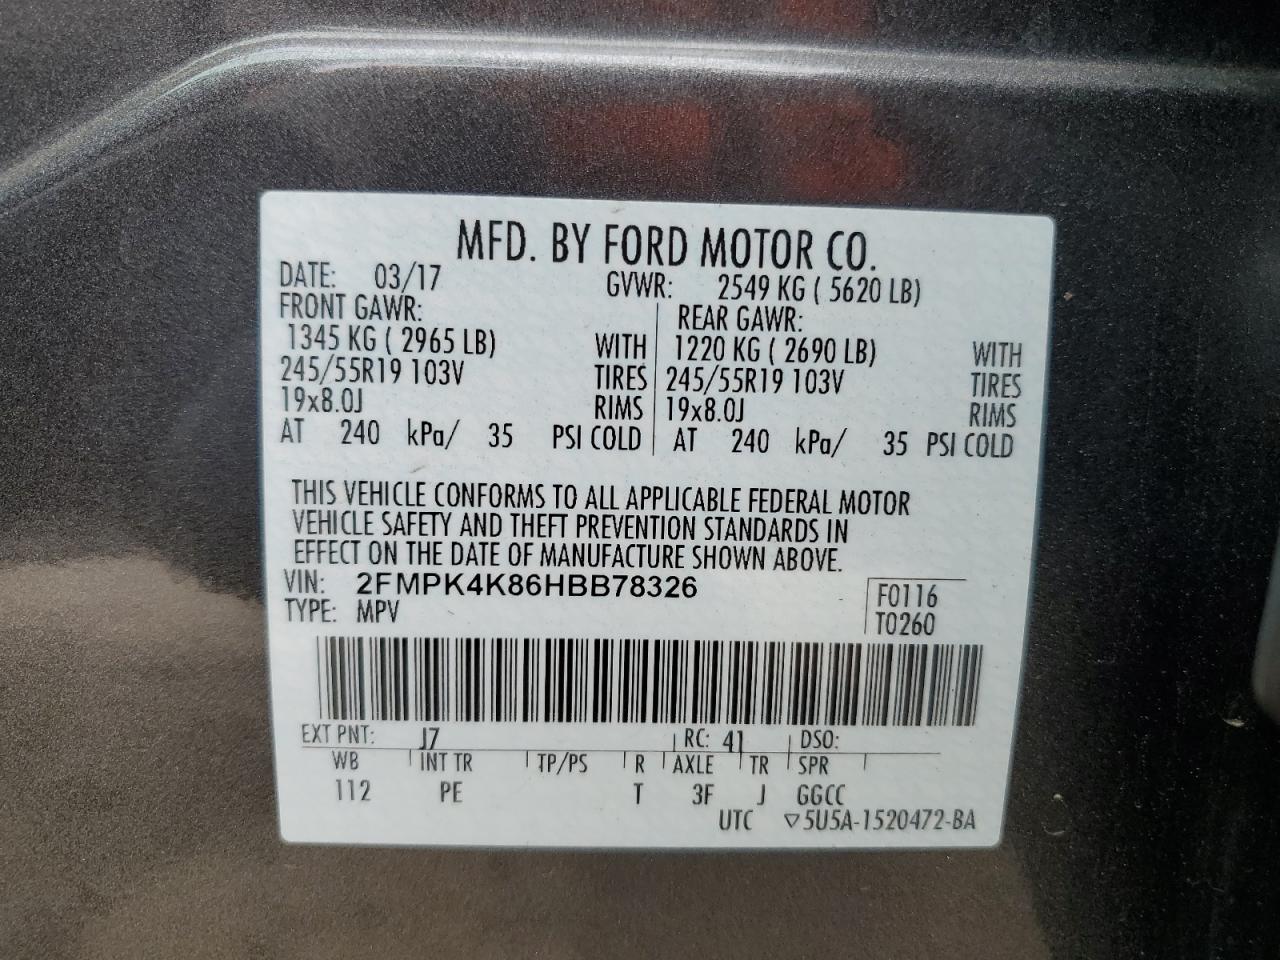 MFD. BY FORD MOTOR CO.
DATE: 03/17 GVWR: 2549 KG ( 5620 LB)
FRONT GAWR: REAR GAWR:
1345 KG ( 2965 LB) WITH 1220 KG ( 2690 LB) WITH
245/55R19 103V TIRES 245/55R19 103V TIRES
19x8.0J RIMS 19x8.0J RIMS
AT 240 kPa/ 35 PSI COLD AT 240 kPa/ 35 PSI COLD
THIS VEHICLE CONFORMS TO ALL APPLICABLE FEDERAL MOTOR
VEHICLE SAFETY AND THEFT PREVENTION STANDARDS IN
EFFECT ON THE DATE OF MANUFACTURE SHOWN ABOVE.
VIN: 2FMPK4K86HBB78326
TYPE: MPV
F0116
T0260
EXT PNT: J7 RC: 41 DSO:
WB INT TR TP/PS R AXLE TR SPR
112 PE T 3F J GGCC
UTC ▽5U5A-1520472-BA